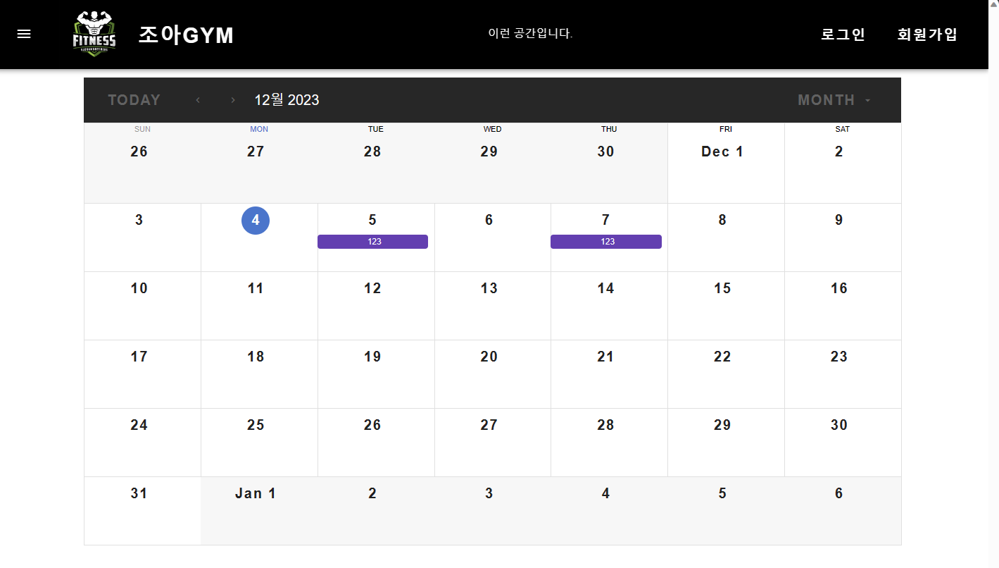 FITNESS
조아GYM
이런 공간입니다.
로그인
회원가입
TODAY
12월 2023
MONTH
SUN MON TUE WED THU FRI SAT
26 27 28 29 30 Dec 1 2
3 4 5 6 7 8 9
123 123
10 11 12 13 14 15 16
17 18 19 20 21 22 23
24 25 26 27 28 29 30
31 Jan 1 2 3 4 5 6